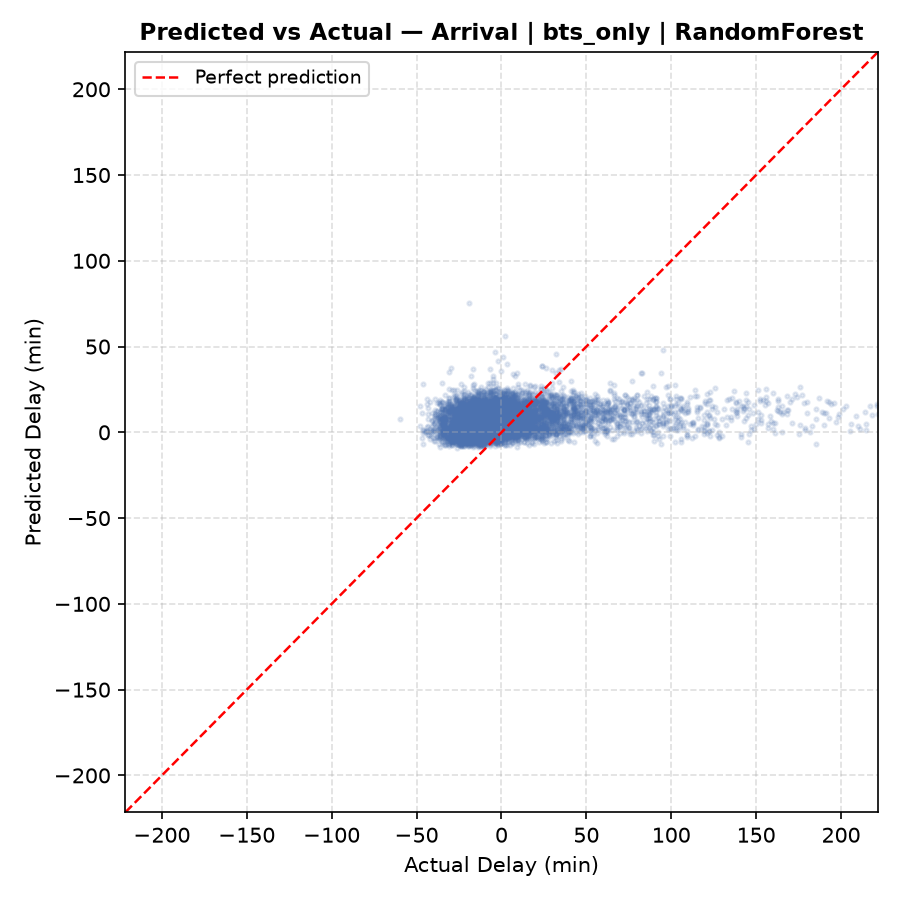 Predicted vs Actual — Arrival | bts_only | RandomForest
Perfect prediction
200
150
100
50
0
−50
−100
−150
−200
Predicted Delay (min)
−200 −150 −100 −50 0 50 100 150 200
Actual Delay (min)